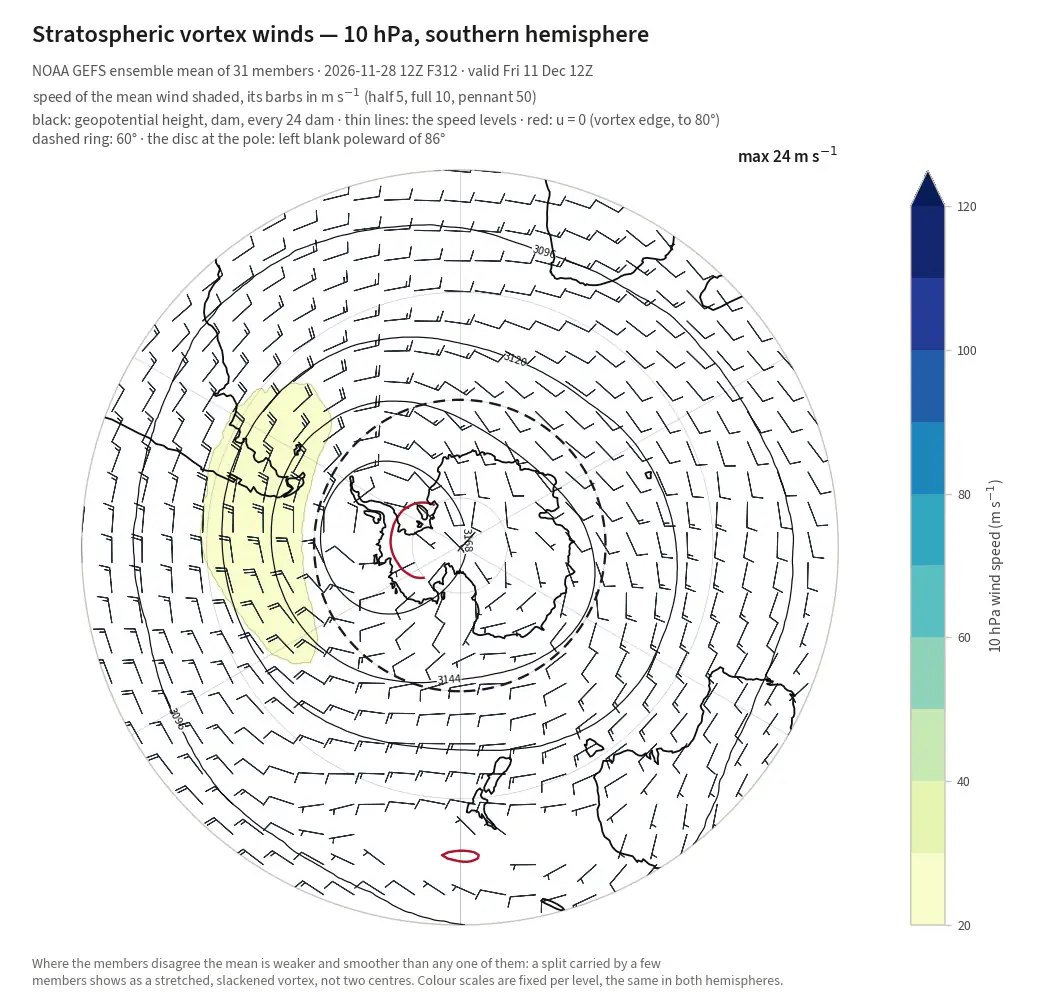 Stratospheric vortex winds — 10 hPa, southern hemisphere
NOAA GEFS ensemble mean of 31 members · 2026-11-28 12Z F312 · valid Fri 11 Dec 12Z
speed of the mean wind shaded, its barbs in m s⁻¹ (half 5, full 10, pennant 50)
black: geopotential height, dam, every 24 dam · thin lines: the speed levels · red: u = 0 (vortex edge, to 80°)
dashed ring: 60° · the disc at the pole: left blank poleward of 86°
max 24 m s⁻¹
3096
3120
3168
3144
3096
120
100
80
60
40
20
10 hPa wind speed (m s⁻¹)
Where the members disagree the mean is weaker and smoother than any one of them: a split carried by a few
members shows as a stretched, slackened vortex, not two centres. Colour scales are fixed per level, the same in both hemispheres.